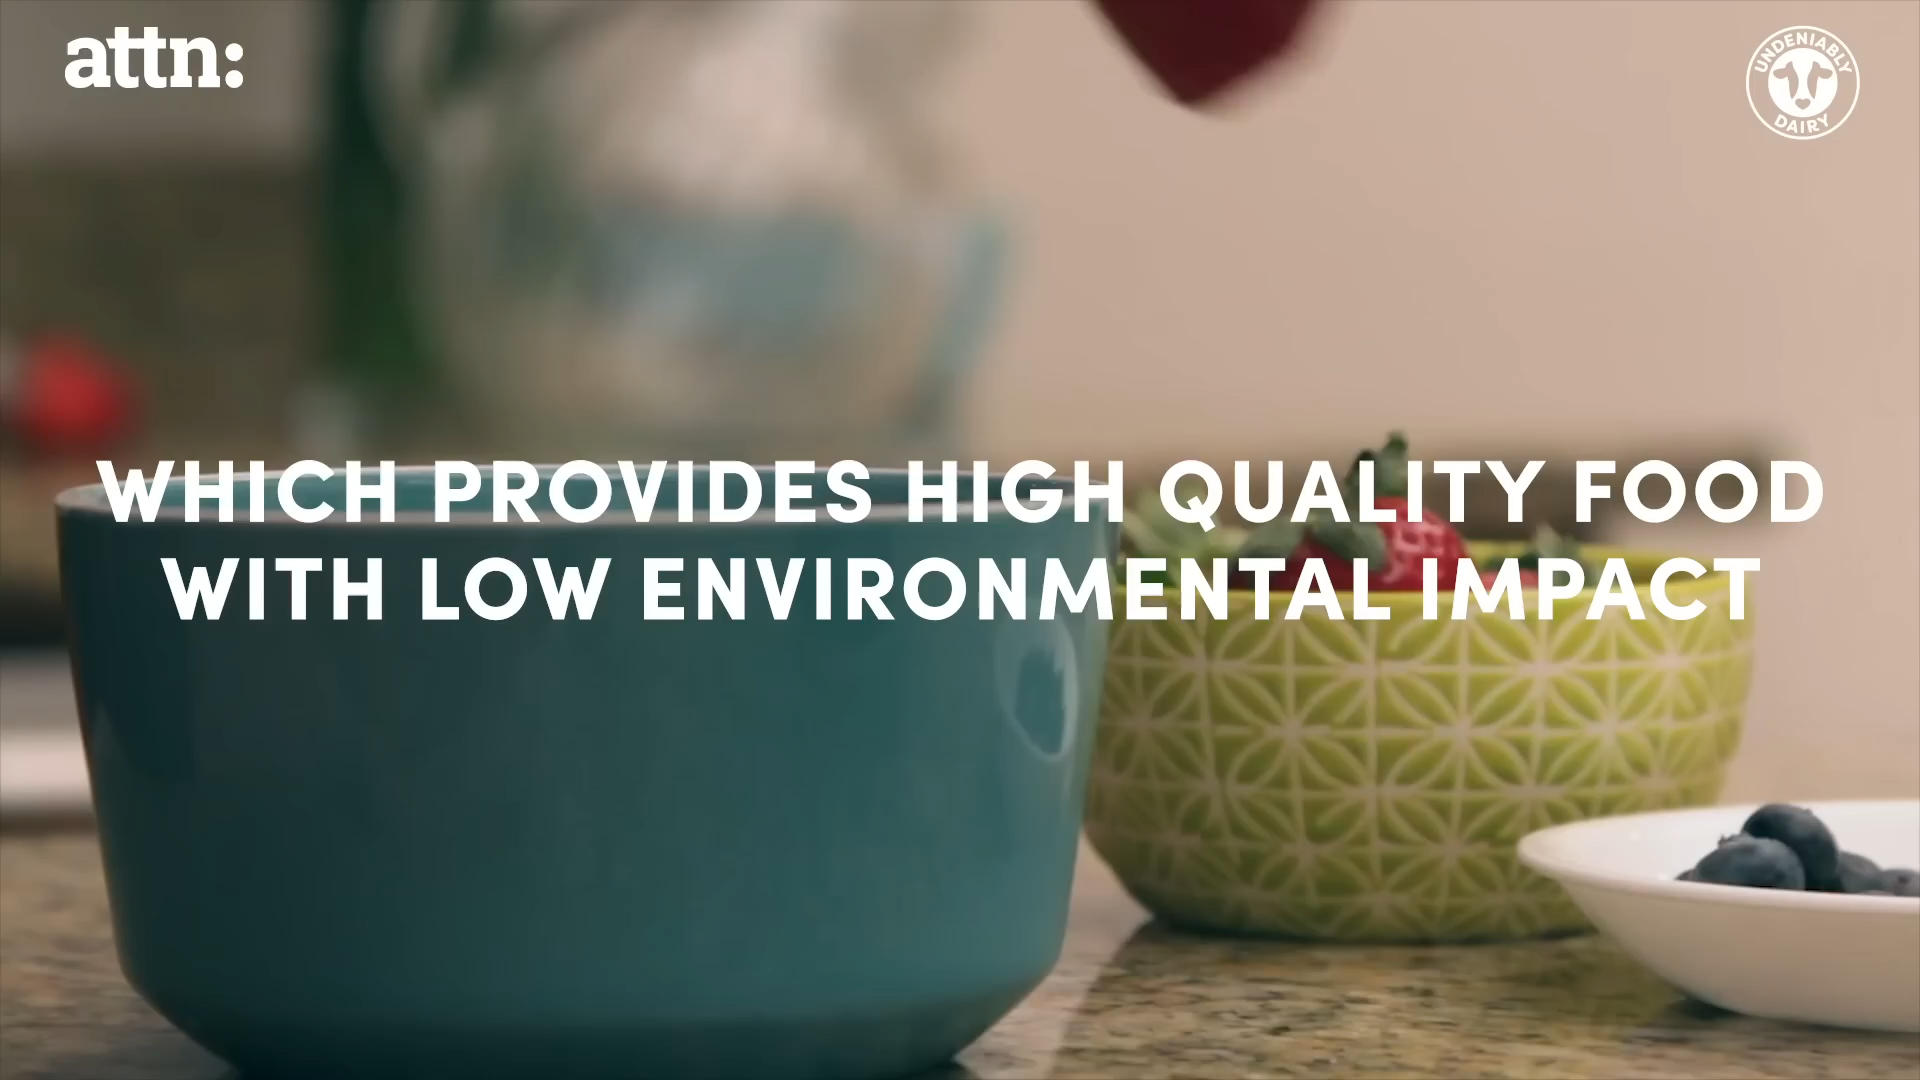 attn:
UNDENIABLY
DAIRY
WHICH PROVIDES HIGH QUALITY FOOD
WITH LOW ENVIRONMENTAL IMPACT